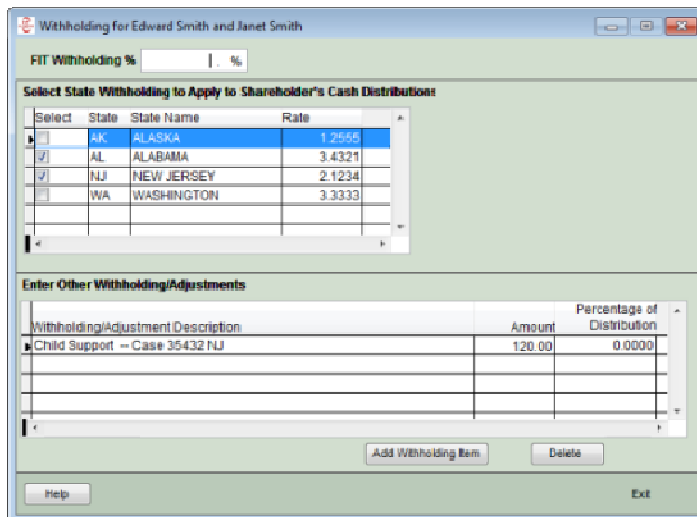 Withholding for Edward Smith and Janet Smith
FIT Withholding % . %
Select State Withholding to Apply to Shareholder's Cash Distributions
Select State State Name Rate
AK ALASKA 1.2555
AL ALABAMA 3.4321
NJ NEW JERSEY 2.1234
WA WASHINGTON 3.3333
Enter Other Withholding/Adjustments
Percentage of
Withholding/Adjustment Description Amount Distribution
Child Support -- Case 35432 NJ 120.00 0.0000
Add Withholding Item Delete
Help Exit